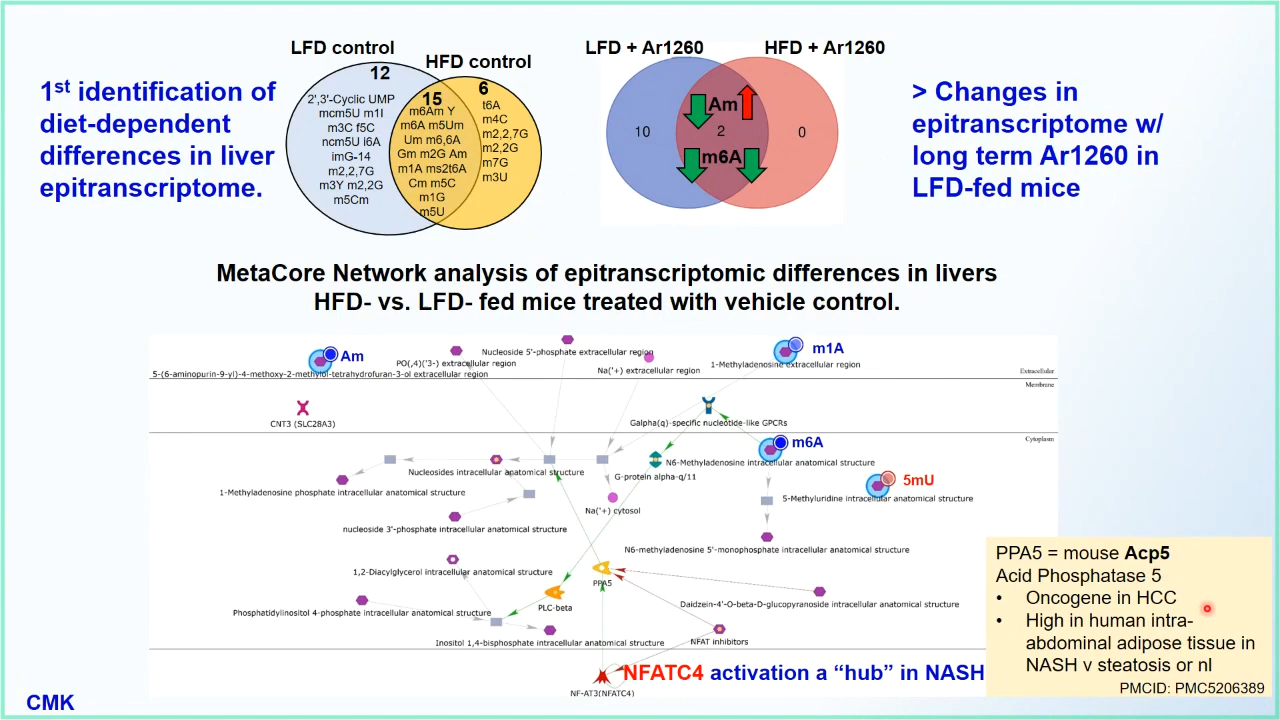 LFD control
12
HFD control
6
15
2',3'-Cyclic UMP
mcm5U m1I
m3C f5C
ncm5U I6A
imG-14
m2,2,7G
m3Y m2,2G
m5Cm
m6Am Y
m6A m5Um
Um m6,6A
Gm m2G Am
m1A ms2t6A
Cm m5C
m1G
m5U
t6A
m4C
m2,2,7G
m2,2G
m7G
m3U
1st identification of
diet-dependent
differences in liver
epitranscriptome.
LFD + Ar1260
HFD + Ar1260
Am
10
2
0
m6A
> Changes in
epitranscriptome w/
long term Ar1260 in
LFD-fed mice
MetaCore Network analysis of epitranscriptomic differences in livers
HFD- vs. LFD- fed mice treated with vehicle control.
Am
5-(6-aminopurin-9-yl)-4-methoxy-2-methylol-tetrahydrofuran-3-ol extracellular region
PO(,4)('3-) extracellular region
Nucleoside 5'-phosphate extracellular region
Na('+) extracellular region
m1A
1-Methyladenosine extracellular region
Extracellular
Membrane
CNT3 (SLC28A3)
Galpha(q)-specific nucleotide-like GPCRs
Cytoplasm
m6A
N6-Methyladenosine intracellular anatomical structure
Nucleosides intracellular anatomical structure
G-protein alpha-q/11
5mU
5-Methyluridine intracellular anatomical structure
1-Methyladenosine phosphate intracellular anatomical structure
Na('+) cytosol
nucleoside 3'-phosphate intracellular anatomical structure
N6-methyladenosine 5'-monophosphate intracellular anatomical structure
1,2-Diacylglycerol intracellular anatomical structure
PPA5
PLC-beta
Daidzein-4'-O-beta-D-glucopyranoside intracellular anatomical structure
Phosphatidylinositol 4-phosphate intracellular anatomical structure
Inositol 1,4-bisphosphate intracellular anatomical structure
NFAT inhibitors
NFATC4 activation a “hub” in NASH
NF-AT3(NFATC4)
PPA5 = mouse Acp5
Acid Phosphatase 5
• Oncogene in HCC
• High in human intra-
abdominal adipose tissue in
NASH v steatosis or nl
PMCID: PMC5206389
CMK